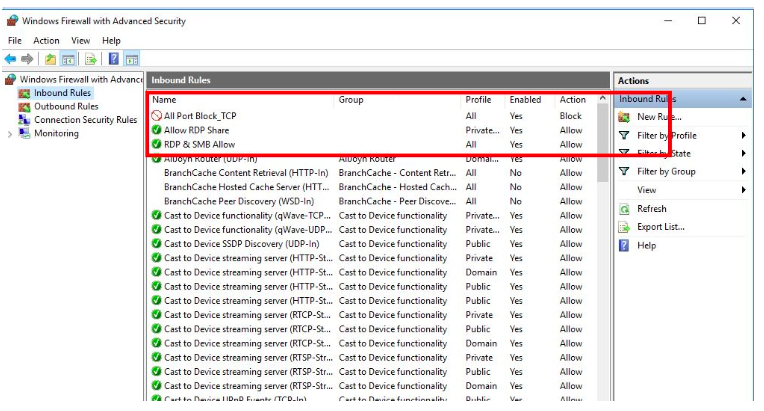 Windows Firewall with Advanced Security
File Action View Help
Windows Firewall with Advance
Inbound Rules
Outbound Rules
Connection Security Rules
Monitoring
Inbound Rules
Name Group Profile Enabled Action
All Port Block_TCP All Yes Block
Allow RDP Share Private... Yes Allow
RDP & SMB Allow All Yes Allow
AllJoyn Router (UDP-In) AllJoyn Router Domai... Yes Allow
BranchCache Content Retrieval (HTTP-In) BranchCache - Content Retr... All No Allow
BranchCache Hosted Cache Server (HTT... BranchCache - Hosted Cach... All No Allow
BranchCache Peer Discovery (WSD-In) BranchCache - Peer Discove... All No Allow
Cast to Device functionality (qWave-TCP... Cast to Device functionality Private... Yes Allow
Cast to Device functionality (qWave-UDP... Cast to Device functionality Private... Yes Allow
Cast to Device SSDP Discovery (UDP-In) Cast to Device functionality Public Yes Allow
Cast to Device streaming server (HTTP-St... Cast to Device functionality Private Yes Allow
Cast to Device streaming server (HTTP-St... Cast to Device functionality Domain Yes Allow
Cast to Device streaming server (HTTP-St... Cast to Device functionality Public Yes Allow
Cast to Device streaming server (HTTP-St... Cast to Device functionality Public Yes Allow
Cast to Device streaming server (RTCP-St... Cast to Device functionality Private Yes Allow
Cast to Device streaming server (RTCP-St... Cast to Device functionality Public Yes Allow
Cast to Device streaming server (RTCP-St... Cast to Device functionality Domain Yes Allow
Cast to Device streaming server (RTSP-Str... Cast to Device functionality Private Yes Allow
Cast to Device streaming server (RTSP-Str... Cast to Device functionality Public Yes Allow
Cast to Device streaming server (RTSP-Str... Cast to Device functionality Domain Yes Allow
Cast to Device UPnP Events (TCP-In) Cast to Device functionality Public Yes Allow
Actions
Inbound Rules
New Rule...
Filter by Profile
Filter by State
Filter by Group
View
Refresh
Export List...
Help